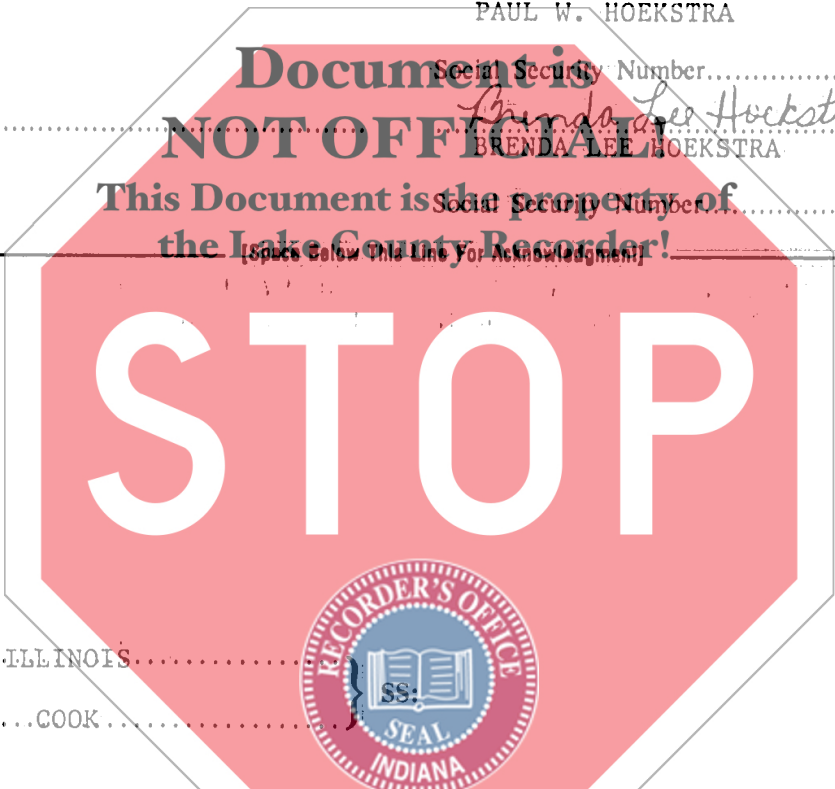 PAUL W. HOEKSTRA
Document is
Social Security Number
Brenda Lee Hoekst
NOT OFFICIAL!
BRENDA LEE HOEKSTRA
This Document is the property of
Social Security Number
the Lake County Recorder!
[Space Below This Line For Acknowledgment]
STOP
RECORDER'S OFFICE
ILLINOIS
SS:
COOK
SEAL
INDIANA